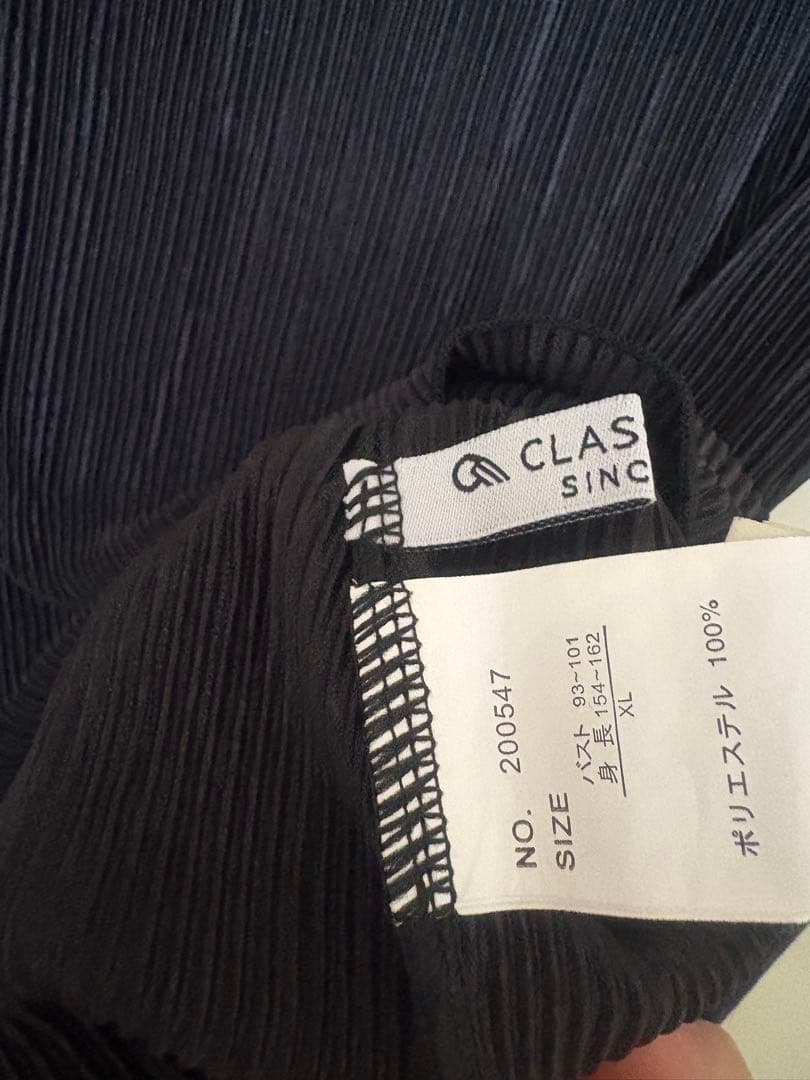 CLAS
SINC
NO. 200547
SIZE
バスト 93~101
身 長 154~162
XL
ポリエステル 100%